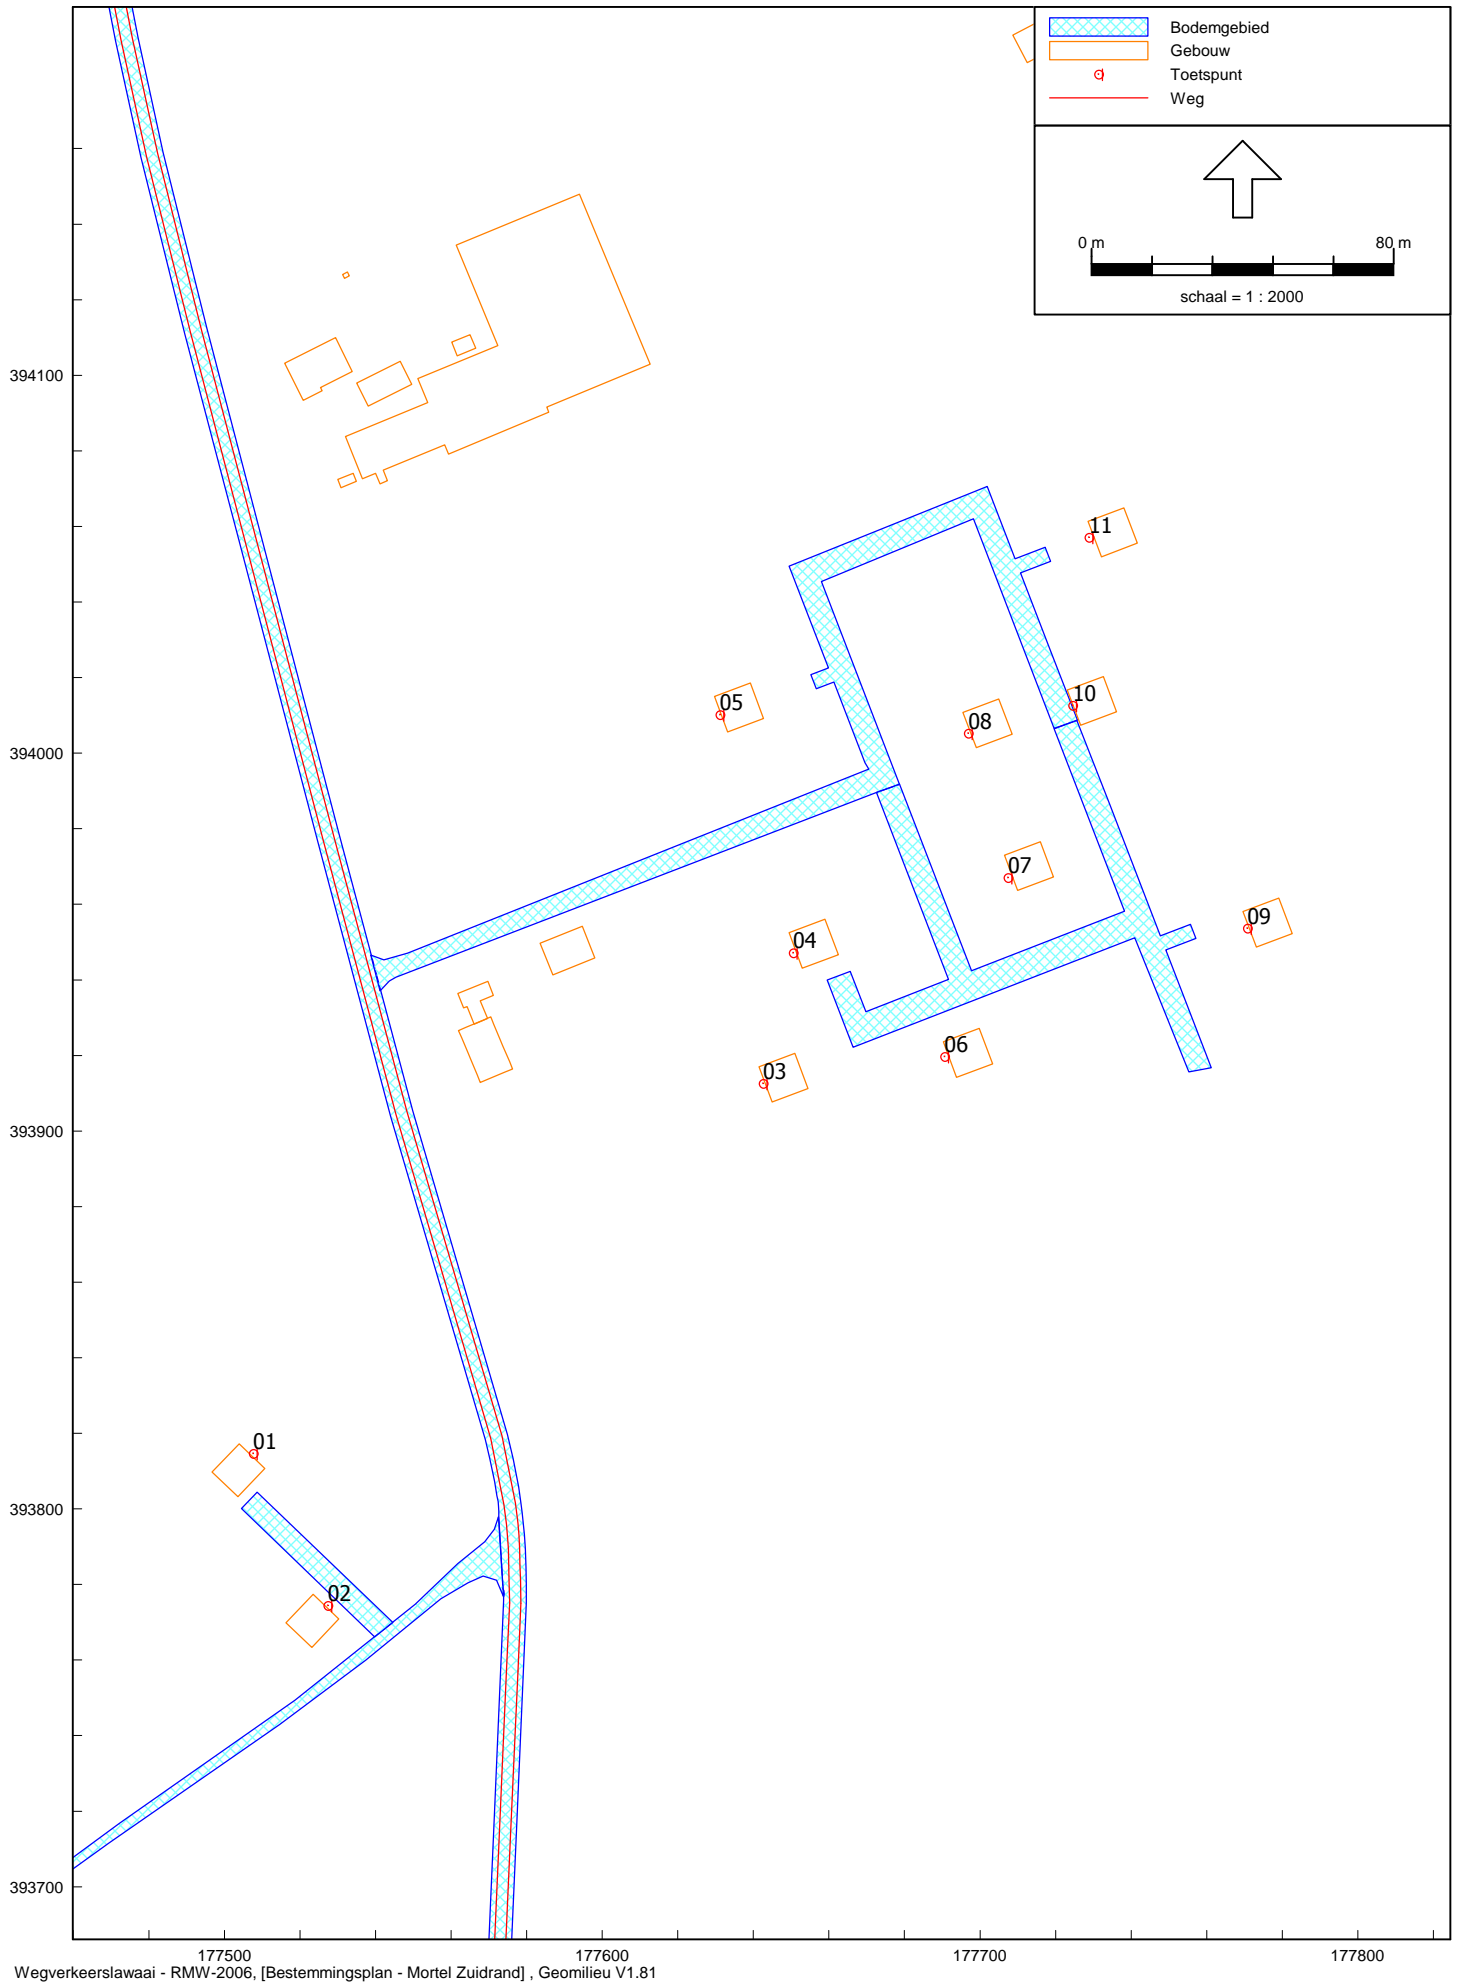 Bodemgebied
Gebouw
Toetspunt
Weg
0 m 80 m
schaal = 1 : 2000
394100
11
10
05
08
394000
07
09
04
06
03
393900
01
393800
02
393700
177500 177600 177700 177800
Wegverkeerslawaai - RMW-2006, [Bestemmingsplan - Mortel Zuidrand] , Geomilieu V1.81